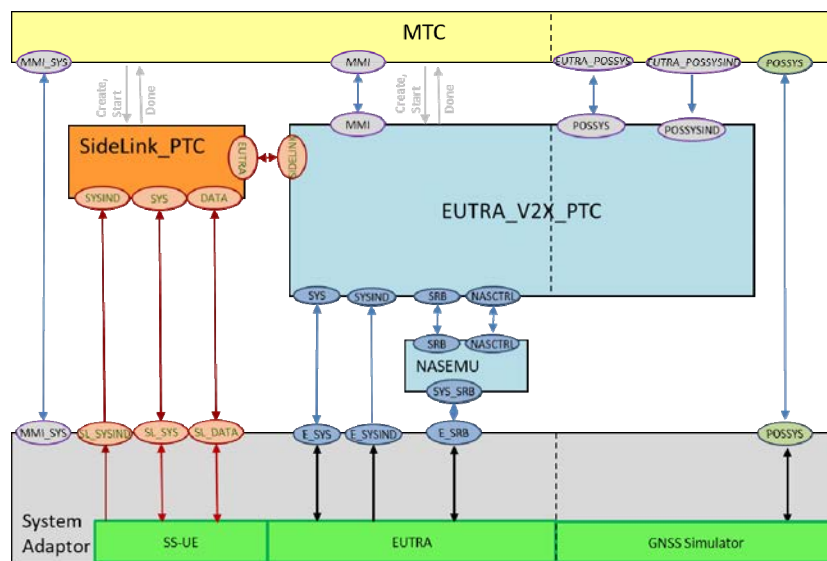 MTC
MMI_SYS
MMI
EUTRA_POSSYS
EUTRA_POSSYSIND
POSSYS
Create,
Start
Done
Create,
Start
Done
MMI
POSSYS
POSSYSIND
SideLink_PTC
EUTRA
SIDELINK
SYSIND
SYS
DATA
EUTRA_V2X_PTC
SYS
SYSIND
SRB
NASCTRL
SRB
NASCTRL
NASEMU
SYS_SRB
MMI_SYS
SL_SYSIND
SL_SYS
SL_DATA
E_SYS
E_SYSIND
E_SRB
POSSYS
System
Adaptor
SS-UE
EUTRA
GNSS Simulator